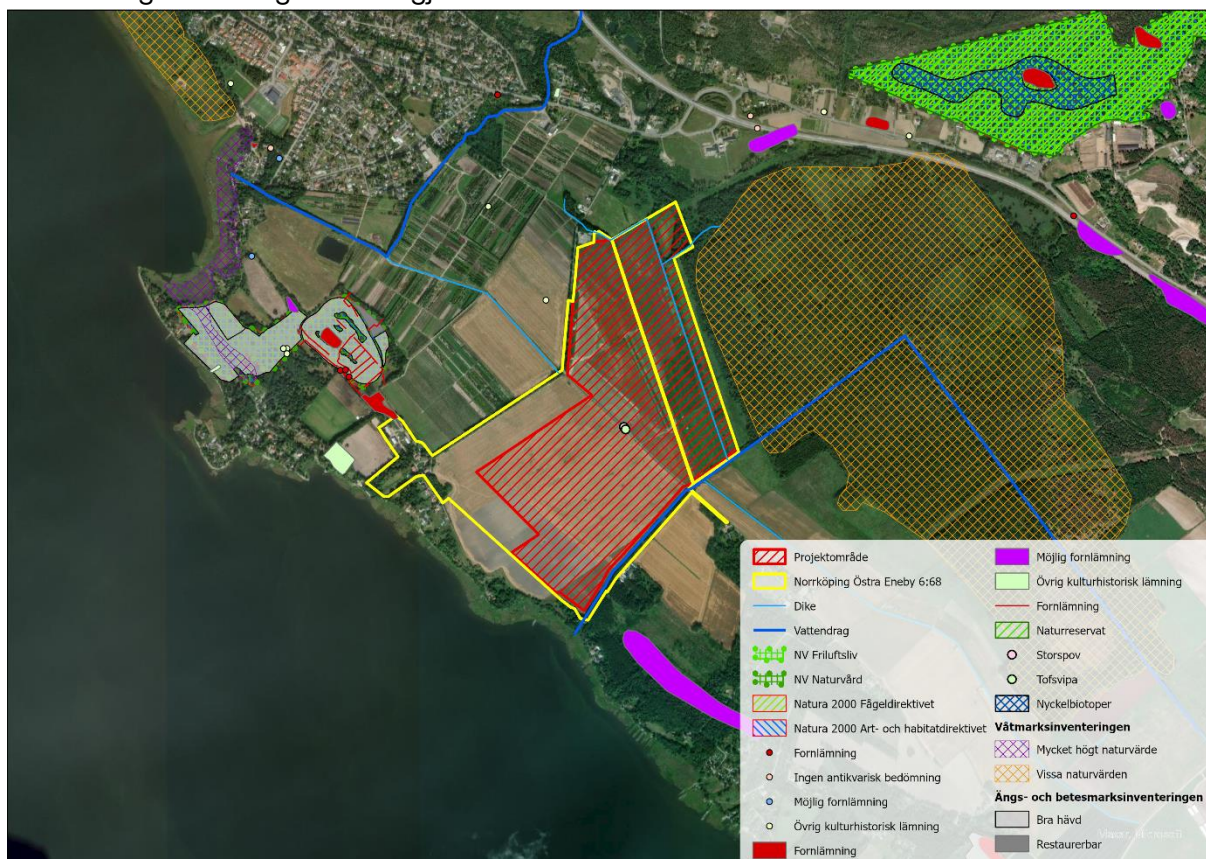 Projektområde
Norrköping Östra Eneby 6:68
Dike
Vattendrag
NV Friluftsliv
NV Naturvård
Natura 2000 Fågeldirektivet
Natura 2000 Art- och habitatdirektivet
Fornlämning
Ingen antikvarisk bedömning
Möjlig fornlämning
Övrig kulturhistorisk lämning
Fornlämning
Möjlig fornlämning
Övrig kulturhistorisk lämning
Fornlämning
Naturreservat
Storspov
Tofsvipa
Nyckelbiotoper
Våtmarksinventeringen
Mycket högt naturvärde
Vissa naturvärden
Ängs- och betesmarksinventeringen
Bra hävd
Restaurerbar